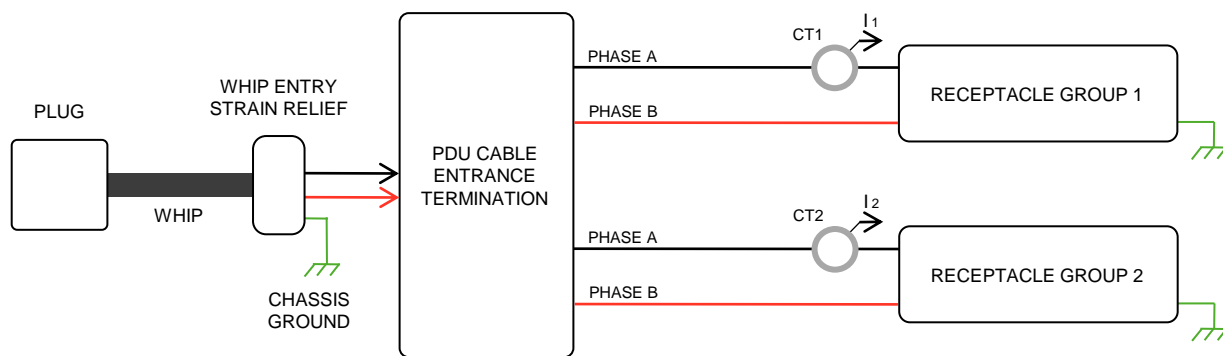 PLUG
WHIP
WHIP ENTRY
STRAIN RELIEF
CHASSIS
GROUND
PDU CABLE
ENTRANCE
TERMINATION
PHASE A
CT1
I1
PHASE B
RECEPTACLE GROUP 1
PHASE A
CT2
I2
PHASE B
RECEPTACLE GROUP 2